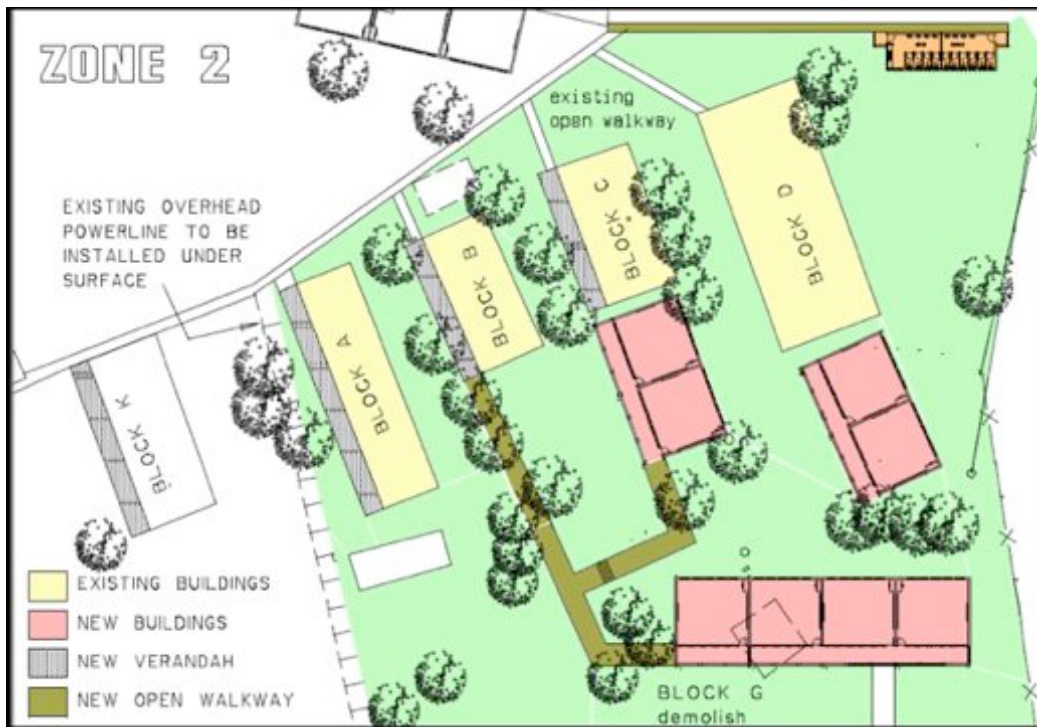 ZONE 2
existing
open walkway
EXISTING OVERHEAD
POWERLINE TO BE
INSTALLED UNDER
SURFACE
BLOCK K
BLOCK A
BLOCK B
BLOCK C
BLOCK D
EXISTING BUILDINGS
NEW BUILDINGS
NEW VERANDAH
NEW OPEN WALKWAY
BLOCK G
demolish